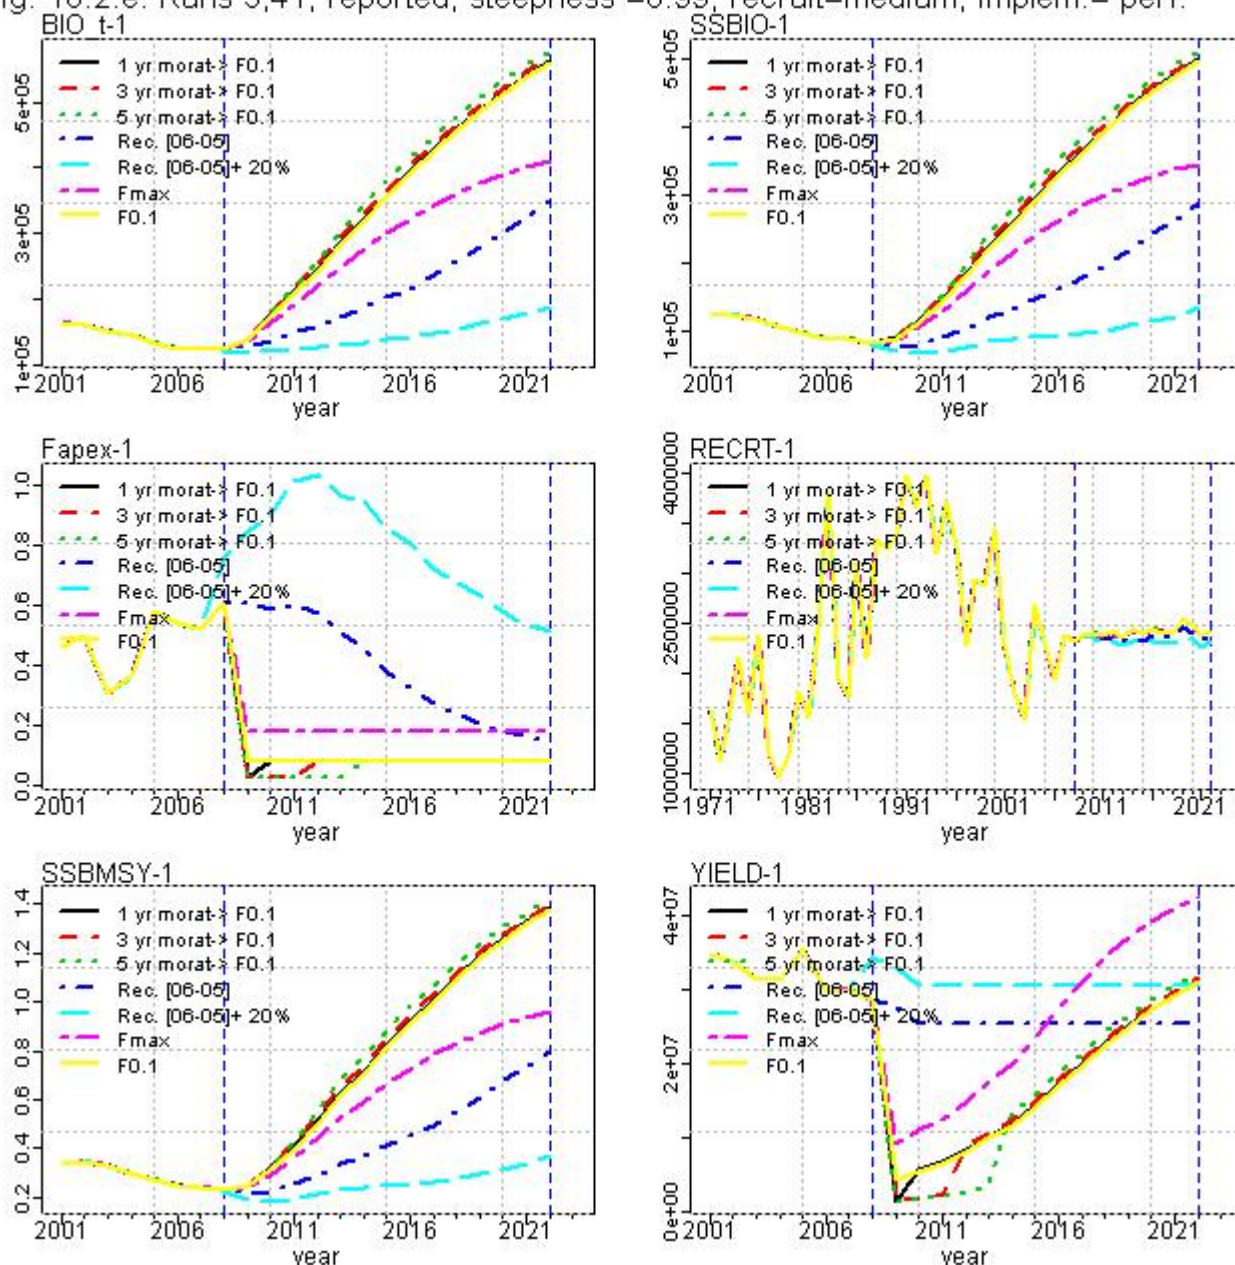 Fig. 10.2.e. Runs 3,41, reported, steepness =0.99, recruit=medium, implem.= perf.
BIO_t-1
1 yr morat-> F0.1
3 yr morat-> F0.1
5 yr morat-> F0.1
Rec. [06-05]
Rec. [06-05]+ 20%
Fmax
F0.1
1e+05 3e+05 5e+05
2001 2006 2011 2016 2021
year
SSBIO-1
1 yr morat-> F0.1
3 yr morat-> F0.1
5 yr morat-> F0.1
Rec. [06-05]
Rec. [06-05]+ 20%
Fmax
F0.1
1e+05 3e+05 5e+05
2001 2006 2011 2016 2021
year
Fapex-1
1 yr morat-> F0.1
3 yr morat-> F0.1
5 yr morat-> F0.1
Rec. [06-05]
Rec. [06-05]+ 20%
Fmax
F0.1
0.0 0.2 0.4 0.6 0.8 1.0
2001 2006 2011 2016 2021
year
RECRT-1
1 yr morat-> F0.1
3 yr morat-> F0.1
5 yr morat-> F0.1
Rec. [06-05]
Rec. [06-05]+ 20%
Fmax
F0.1
1000000 2500000 4000000
1971 1981 1991 2001 2011 2021
year
SSBMSY-1
1 yr morat-> F0.1
3 yr morat-> F0.1
5 yr morat-> F0.1
Rec. [06-05]
Rec. [06-05]+ 20%
Fmax
F0.1
0.2 0.4 0.6 0.8 1.0 1.2 1.4
2001 2006 2011 2016 2021
year
YIELD-1
1 yr morat-> F0.1
3 yr morat-> F0.1
5 yr morat-> F0.1
Rec. [06-05]
Rec. [06-05]+ 20%
Fmax
F0.1
0e+00 2e+07 4e+07
2001 2006 2011 2016 2021
year